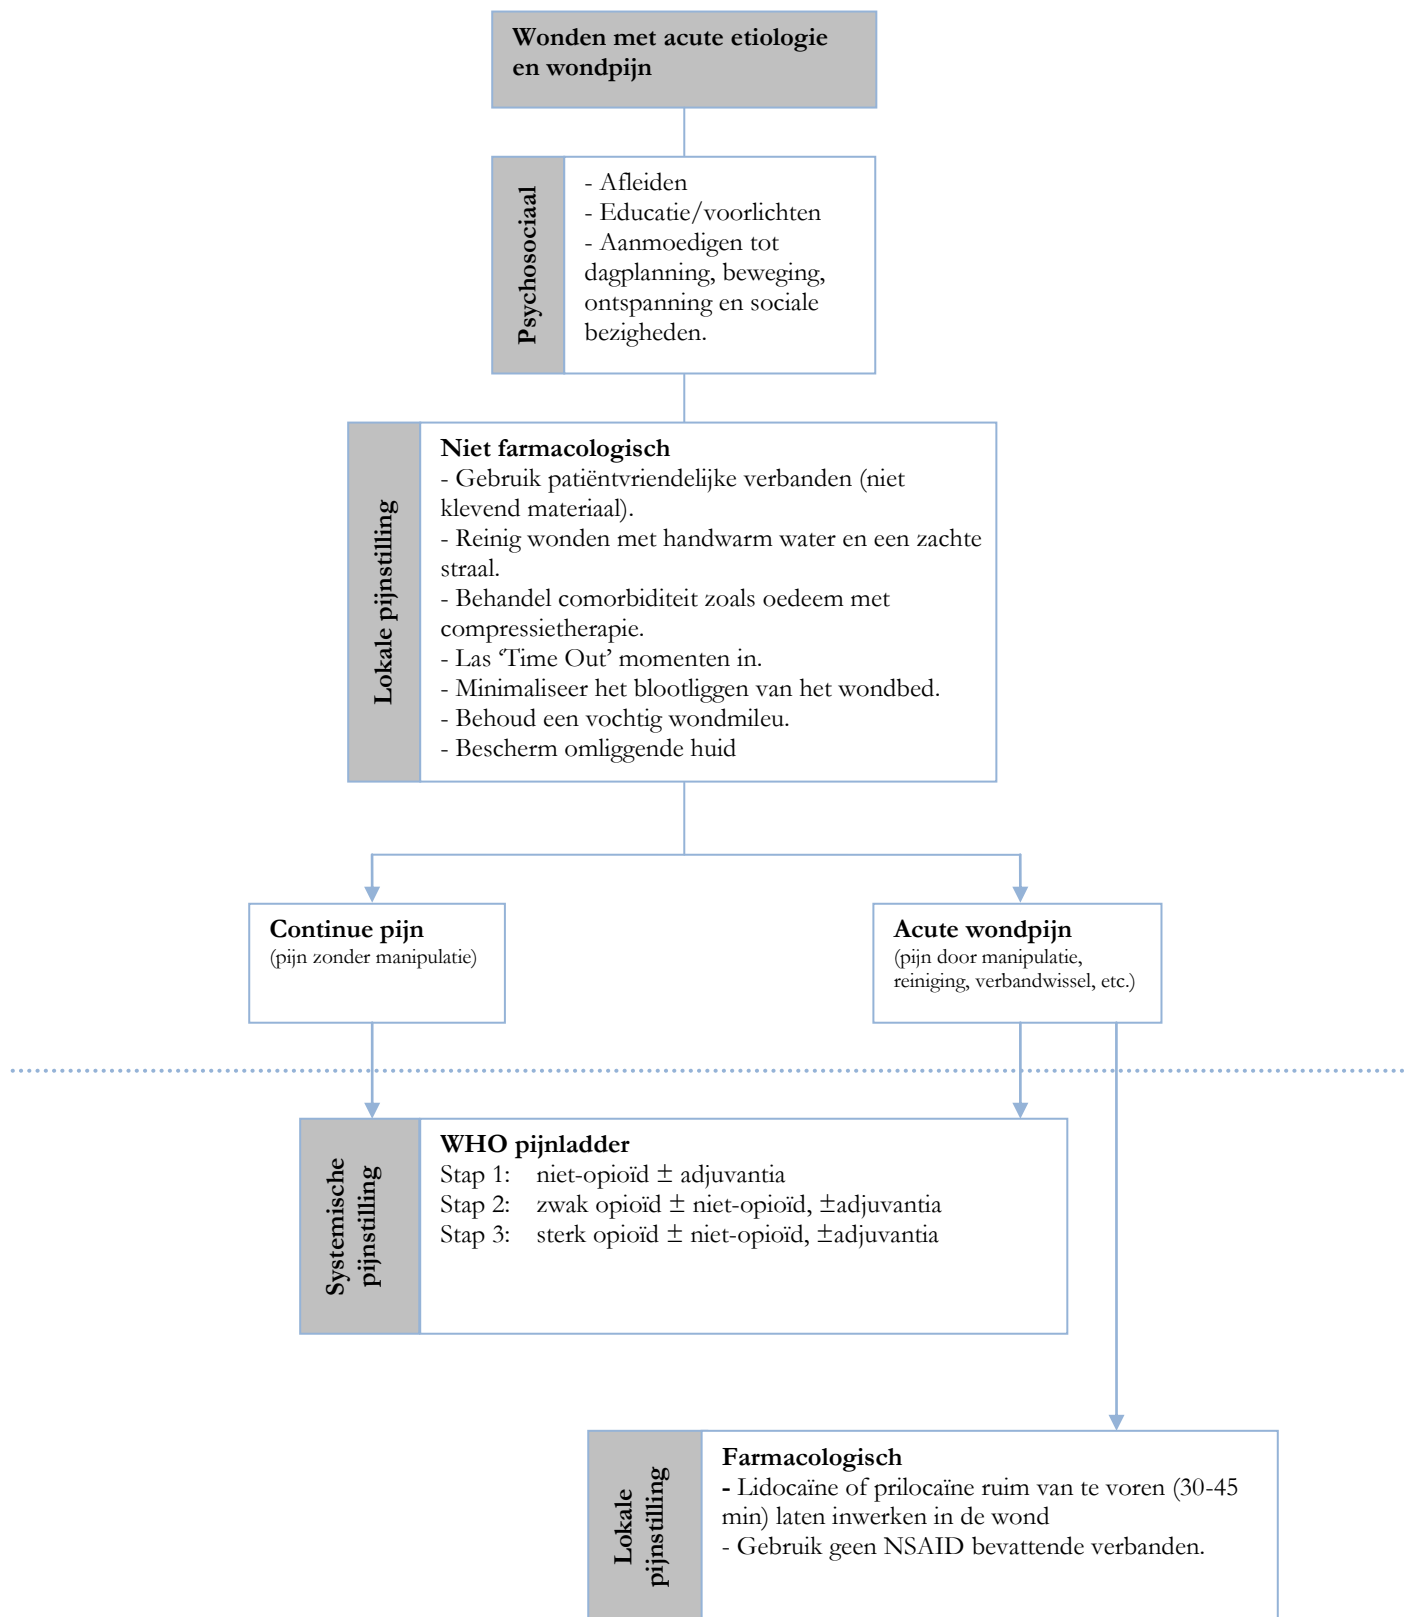 Wonden met acute etiologie
en wondpijn
Psychosociaal
- Afleiden
- Educatie/voorlichten
- Aanmoedigen tot
dagplanning, beweging,
ontspanning en sociale
bezigheden.
Lokale pijnstilling
Niet farmacologisch
- Gebruik patiëntvriendelijke verbanden (niet
klevend materiaal).
- Reinig wonden met handwarm water en een zachte
straal.
- Behandel comorbiditeit zoals oedeem met
compressietherapie.
- Las ‘Time Out’ momenten in.
- Minimaliseer het blootliggen van het wondbed.
- Behoud een vochtig wondmileu.
- Bescherm omliggende huid
Continue pijn
(pijn zonder manipulatie)
Acute wondpijn
(pijn door manipulatie,
reiniging, verbandwissel, etc.)
Systemische
pijnstilling
WHO pijnladder
Stap 1: niet-opioïd ± adjuvantia
Stap 2: zwak opioïd ± niet-opioïd, ±adjuvantia
Stap 3: sterk opioïd ± niet-opioïd, ±adjuvantia
Lokale
pijnstilling
Farmacologisch
- Lidocaïne of prilocaïne ruim van te voren (30-45
min) laten inwerken in de wond
- Gebruik geen NSAID bevattende verbanden.